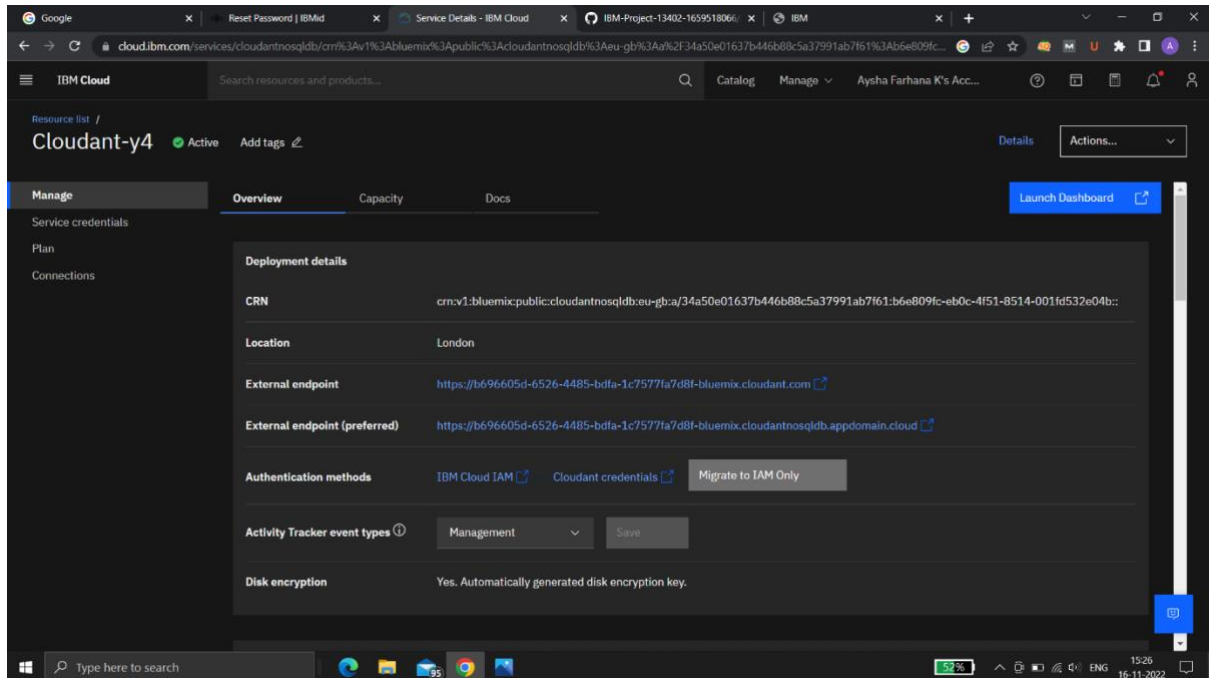 Google
Reset Password | IBMid
Service Details - IBM Cloud
IBM-Project-13402-1659518066
IBM
cloud.ibm.com/services/cloudantnosqldb/crn%3Av1%3Abluemix%3Apublic%3Acloudantnosqldb%3Aeu-gb%3Aa%2F34a50e01637b446b88c5a37991ab7f61%3Ab6e809fc...
IBM Cloud
Search resources and products...
Catalog
Manage
Aysha Farhana K's Acc...
Resource list /
Cloudant-y4
Active
Add tags
Details
Actions...
Manage
Service credentials
Plan
Connections
Overview
Capacity
Docs
Launch Dashboard
Deployment details
CRN
crn:v1:bluemix:public:cloudantnosqldb:eu-gb:a/34a50e01637b446b88c5a37991ab7f61:b6e809fc-eb0c-4f51-8514-001fd532e04b::
Location
London
External endpoint
https://b696605d-6526-4485-bdfa-1c7577fa7d8f-bluemix.cloudant.com
External endpoint (preferred)
https://b696605d-6526-4485-bdfa-1c7577fa7d8f-bluemix.cloudantnosqldb.appdomain.cloud
Authentication methods
IBM Cloud IAM
Cloudant credentials
Migrate to IAM Only
Activity Tracker event types
Management
Save
Disk encryption
Yes. Automatically generated disk encryption key.
Type here to search
95
52%
ENG
15:26
16-11-2022